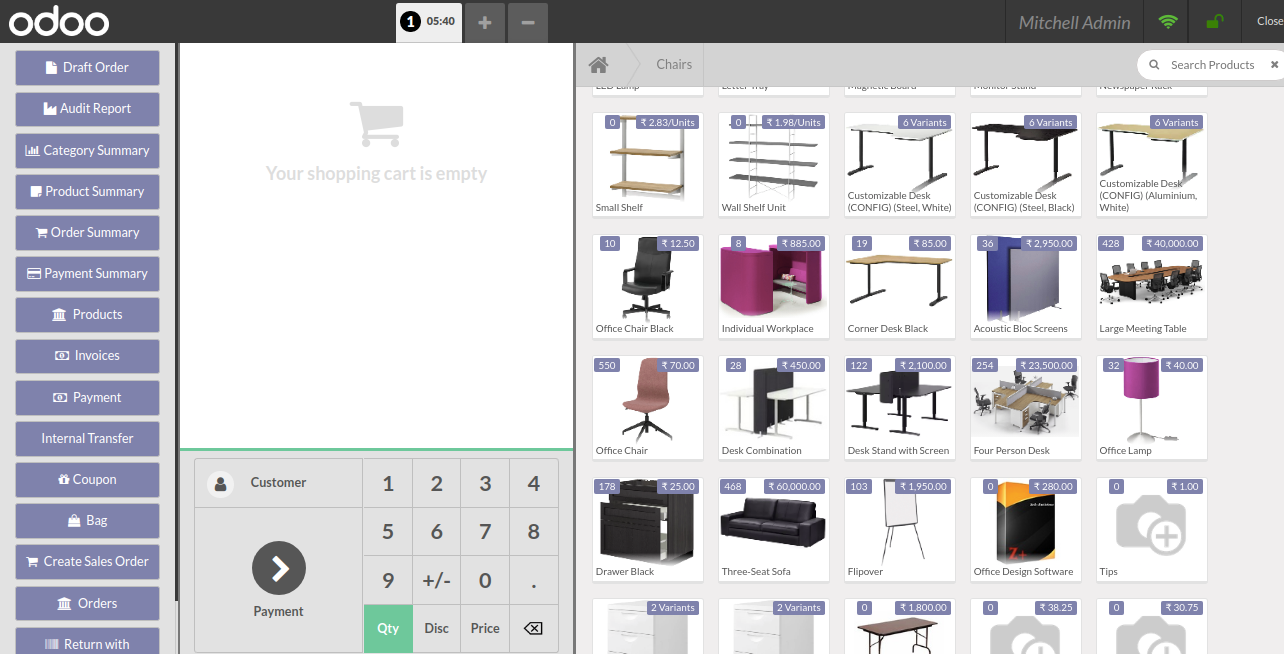 odoo
1 05:40 + −
Mitchell Admin
Close
Draft Order
Audit Report
Category Summary
Product Summary
Order Summary
Payment Summary
Products
Invoices
Payment
Internal Transfer
Coupon
Bag
Create Sales Order
Orders
Return with
Your shopping cart is empty
Customer
Payment
1 2 3 4
5 6 7 8
9 +/- 0 .
Qty Disc Price
Chairs
Search Products
LED Lamp
Letter Tray
Magnetic Board
Monitor Stand
Newspaper Rack
0 ₹ 2.83/Units
Small Shelf
0 ₹ 1.98/Units
Wall Shelf Unit
6 Variants
Customizable Desk
(CONFIG) (Steel, White)
6 Variants
Customizable Desk
(CONFIG) (Steel, Black)
6 Variants
Customizable Desk
(CONFIG) (Aluminium,
White)
10 ₹ 12.50
Office Chair Black
8 ₹ 885.00
Individual Workplace
19 ₹ 85.00
Corner Desk Black
36 ₹ 2,950.00
Acoustic Bloc Screens
428 ₹ 40,000.00
Large Meeting Table
550 ₹ 70.00
Office Chair
28 ₹ 450.00
Desk Combination
122 ₹ 2,100.00
Desk Stand with Screen
254 ₹ 23,500.00
Four Person Desk
32 ₹ 40.00
Office Lamp
178 ₹ 25.00
Drawer Black
468 ₹ 60,000.00
Three-Seat Sofa
103 ₹ 1,950.00
Flipover
0 ₹ 280.00
Z+
Office Design Software
0 ₹ 1.00
Tips
2 Variants
2 Variants
0 ₹ 1,800.00
0 ₹ 38.25
0 ₹ 30.75